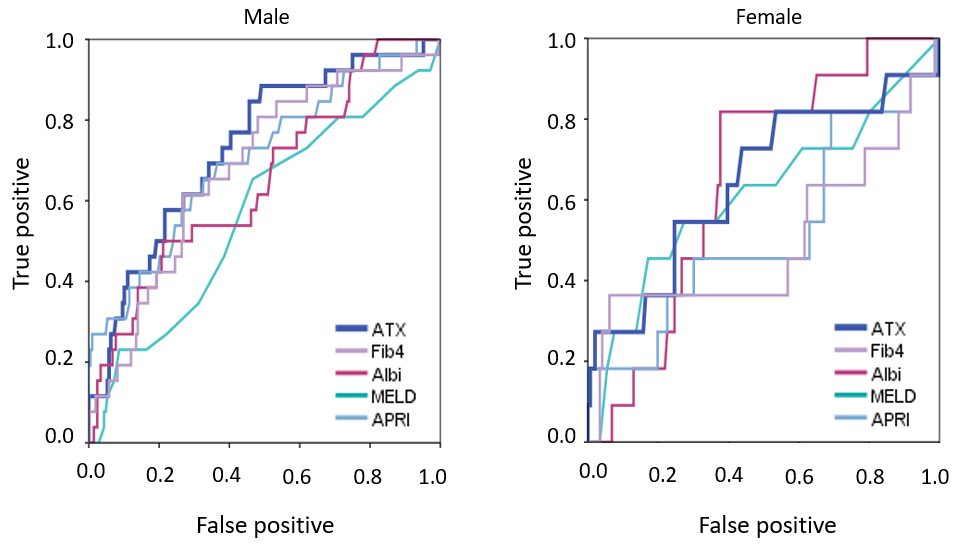 Male
1.0
0.8
0.6
0.4
0.2
0.0
True positive
0.0 0.2 0.4 0.6 0.8 1.0
False positive
ATX
Fib4
Albi
MELD
APRI
Female
1.0
0.8
0.6
0.4
0.2
0.0
True positive
0.0 0.2 0.4 0.6 0.8 1.0
False positive
ATX
Fib4
Albi
MELD
APRI